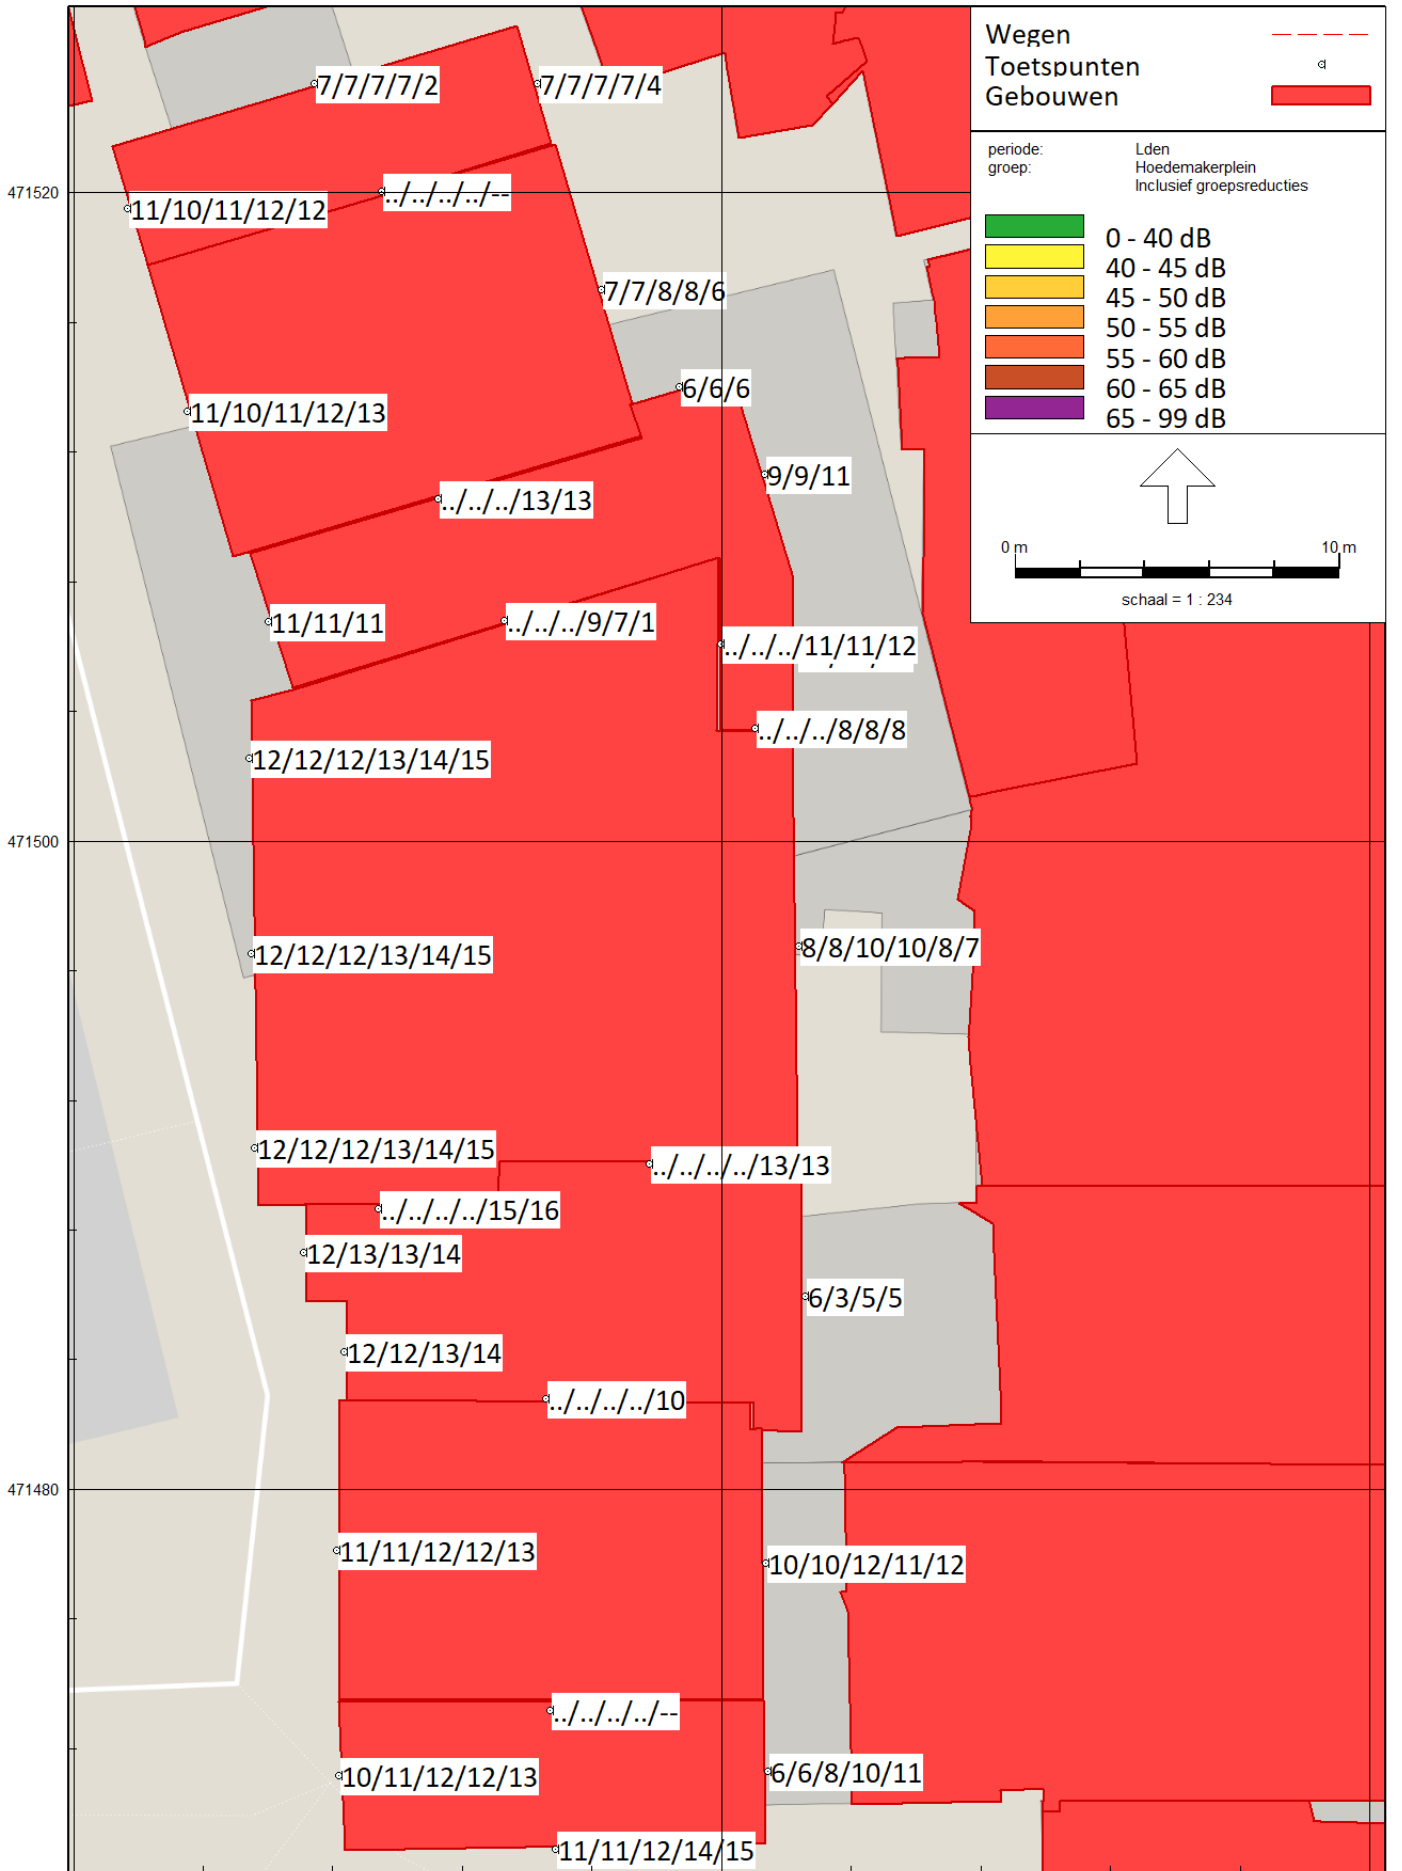 Wegen
Toetspunten
Gebouwen
periode: Lden
groep: Hoedemakerplein
Inclusief groepsreducties
0 - 40 dB
40 - 45 dB
45 - 50 dB
50 - 55 dB
55 - 60 dB
60 - 65 dB
65 - 99 dB
0 m 10 m
schaal = 1 : 234
7/7/7/7/2
7/7/7/7/4
471520
../../../../--
11/10/11/12/12
7/7/8/8/6
6/6/6
11/10/11/12/13
9/9/11
../../../13/13
11/11/11
../../../9/7/1
../../../11/11/12
../../../8/8/8
12/12/12/13/14/15
471500
8/8/10/10/8/7
12/12/12/13/14/15
12/12/12/13/14/15
../../../../13/13
../../../../15/16
12/13/13/14
6/3/5/5
12/12/13/14
../../../../10
471480
11/11/12/12/13
10/10/12/11/12
../../../../--
10/11/12/12/13
6/6/8/10/11
11/11/12/14/15